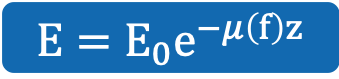 E = E₀e^{-μ(f)z}